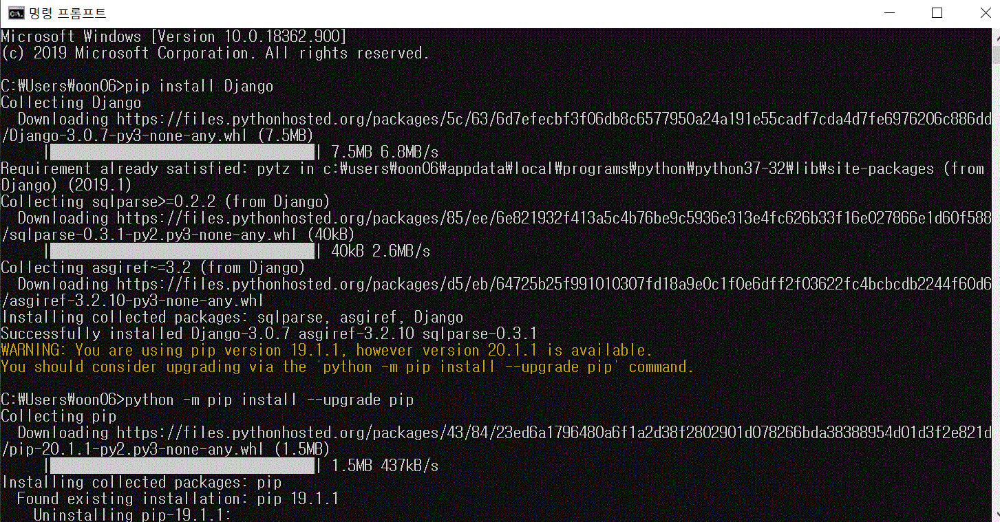 명령 프롬프트
Microsoft Windows [Version 10.0.18362.900]
(c) 2019 Microsoft Corporation. All rights reserved.
C:₩Users₩oon06>pip install Django
Collecting Django
Downloading https://files.pythonhosted.org/packages/5c/63/6d7efecbf3f06db8c6577950a24a191e55cadf7cda4d7fe6976206c886dd
/Django-3.0.7-py3-none-any.whl (7.5MB)
| | 7.5MB 6.8MB/s
Requirement already satisfied: pytz in c:₩users₩oon06₩appdata₩local₩programs₩python₩python37-32₩lib₩site-packages (from
Django) (2019.1)
Collecting sqlparse>=0.2.2 (from Django)
Downloading https://files.pythonhosted.org/packages/85/ee/6e821932f413a5c4b76be9c5936e313e4fc626b33f16e027866e1d60f588
/sqlparse-0.3.1-py2.py3-none-any.whl (40kB)
| | 40kB 2.6MB/s
Collecting asgiref~=3.2 (from Django)
Downloading https://files.pythonhosted.org/packages/d5/eb/64725b25f991010307fd18a9e0c1f0e6dff2f03622fc4bcbcdb2244f60d6
/asgiref-3.2.10-py3-none-any.whl
Installing collected packages: sqlparse, asgiref, Django
Successfully installed Django-3.0.7 asgiref-3.2.10 sqlparse-0.3.1
WARNING: You are using pip version 19.1.1, however version 20.1.1 is available.
You should consider upgrading via the 'python -m pip install --upgrade pip' command.
C:₩Users₩oon06>python -m pip install --upgrade pip
Collecting pip
Downloading https://files.pythonhosted.org/packages/43/84/23ed6a1796480a6f1a2d38f2802901d078266bda38388954d01d3f2e821d
/pip-20.1.1-py2.py3-none-any.whl (1.5MB)
| | 1.5MB 437kB/s
Installing collected packages: pip
Found existing installation: pip 19.1.1
Uninstalling pip-19.1.1: